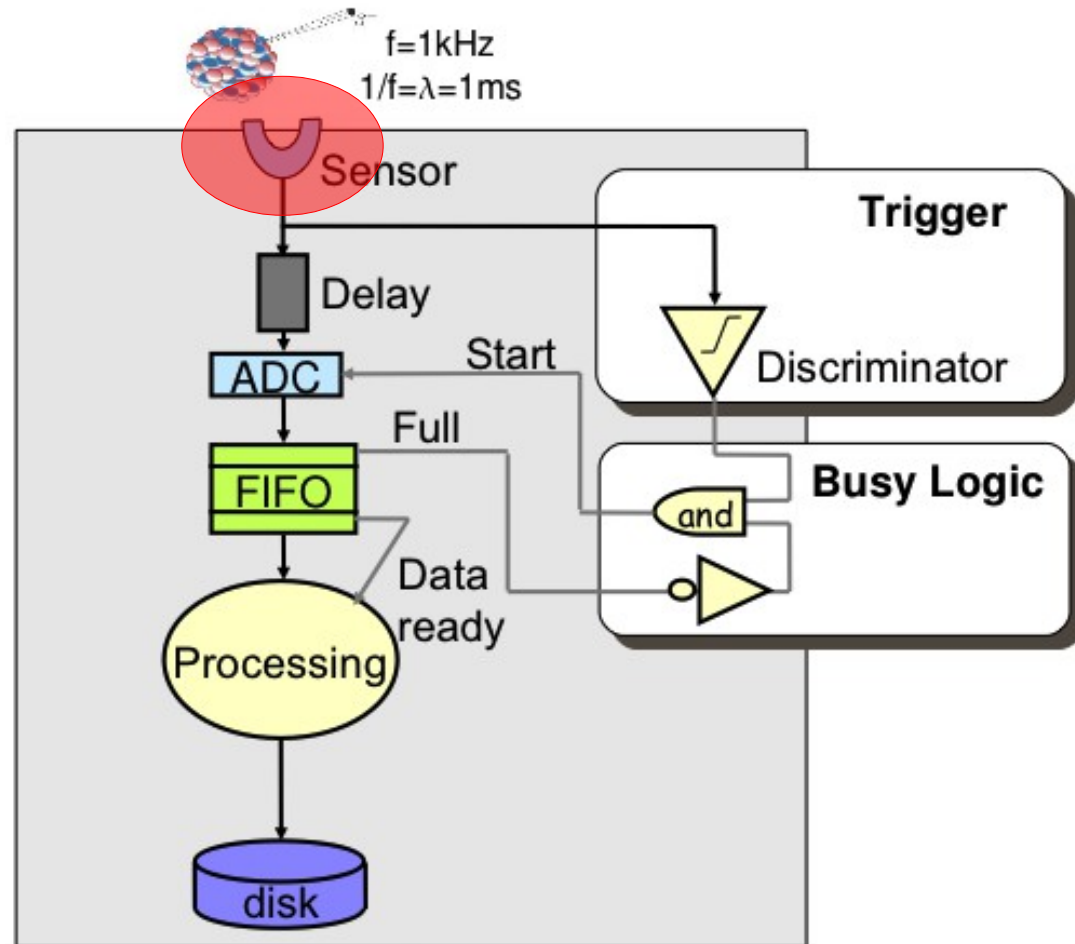 f=1kHz
1/f=λ=1ms
Sensor
Trigger
Delay
Discriminator
Start
ADC
Full
FIFO
Busy Logic
and
Data
ready
Processing
disk